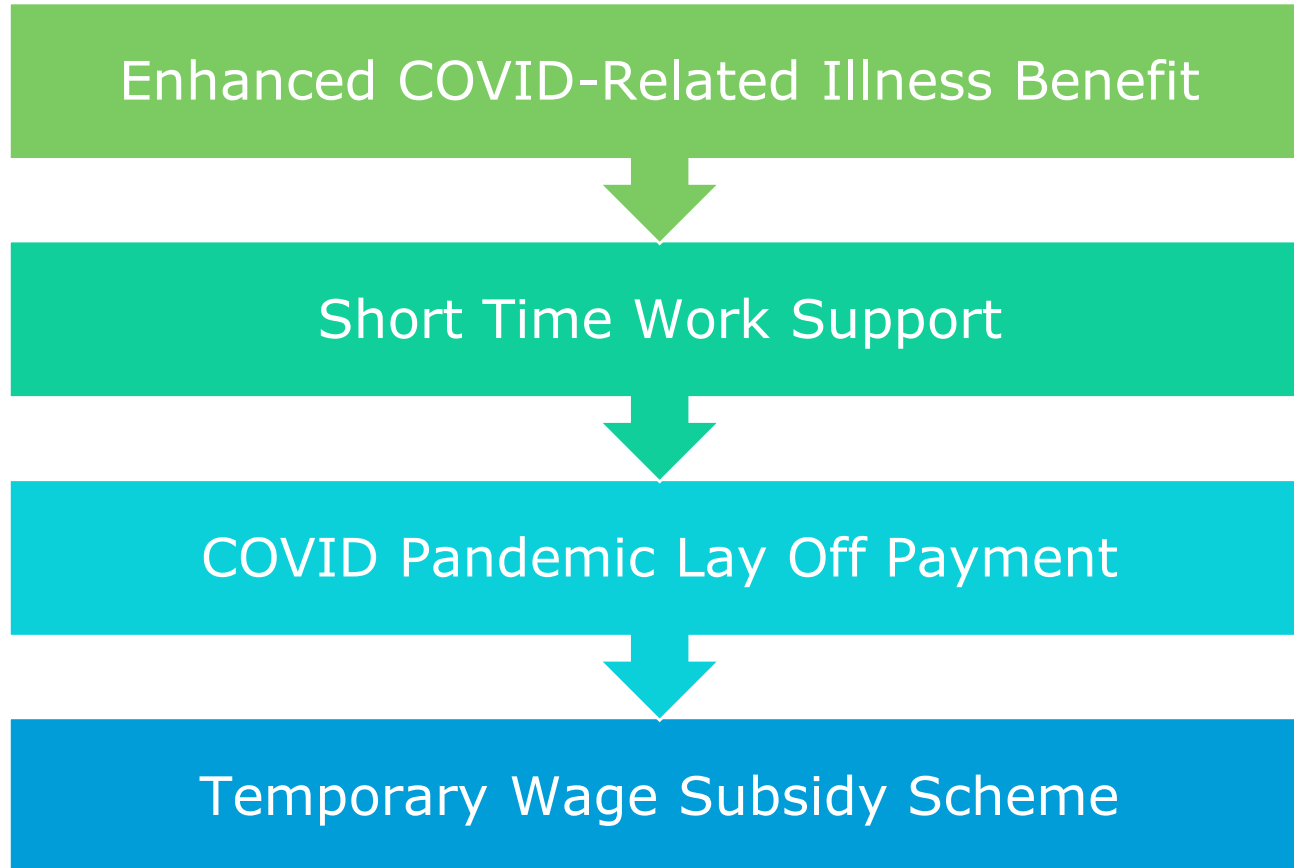 Enhanced COVID-Related Illness Benefit
Short Time Work Support
COVID Pandemic Lay Off Payment
Temporary Wage Subsidy Scheme